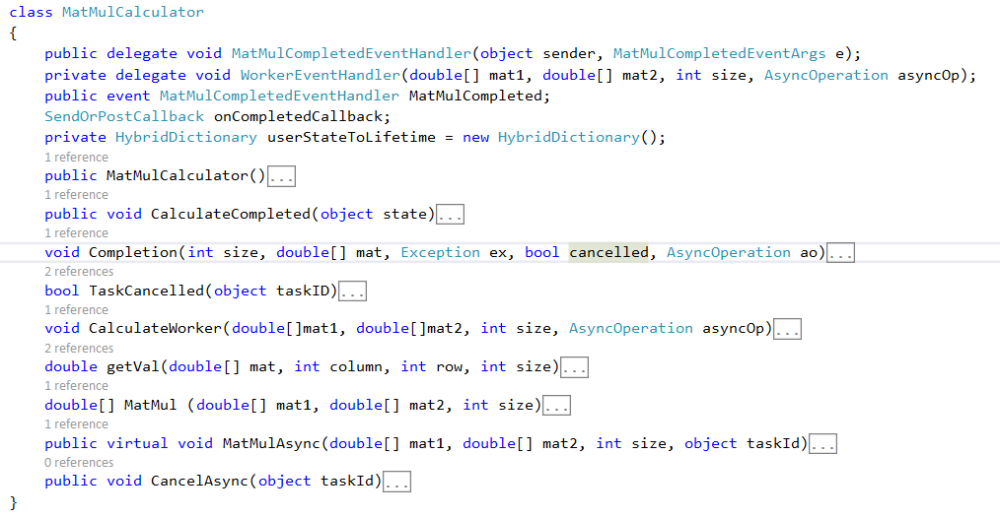 class MatMulCalculator
{
public delegate void MatMulCompletedEventHandler(object sender, MatMulCompletedEventArgs e);
private delegate void WorkerEventHandler(double[] mat1, double[] mat2, int size, AsyncOperation asyncOp);
public event MatMulCompletedEventHandler MatMulCompleted;
SendOrPostCallback onCompletedCallback;
private HybridDictionary userStateToLifetime = new HybridDictionary();
1 reference
public MatMulCalculator()...
1 reference
public void CalculateCompleted(object state)...
1 reference
void Completion(int size, double[] mat, Exception ex, bool cancelled, AsyncOperation ao)...
2 references
bool TaskCancelled(object taskID)...
1 reference
void CalculateWorker(double[]mat1, double[]mat2, int size, AsyncOperation asyncOp)...
2 references
double getVal(double[] mat, int column, int row, int size)...
1 reference
double[] MatMul (double[] mat1, double[] mat2, int size)...
1 reference
public virtual void MatMulAsync(double[] mat1, double[] mat2, int size, object taskId)...
0 references
public void CancelAsync(object taskId)...
}